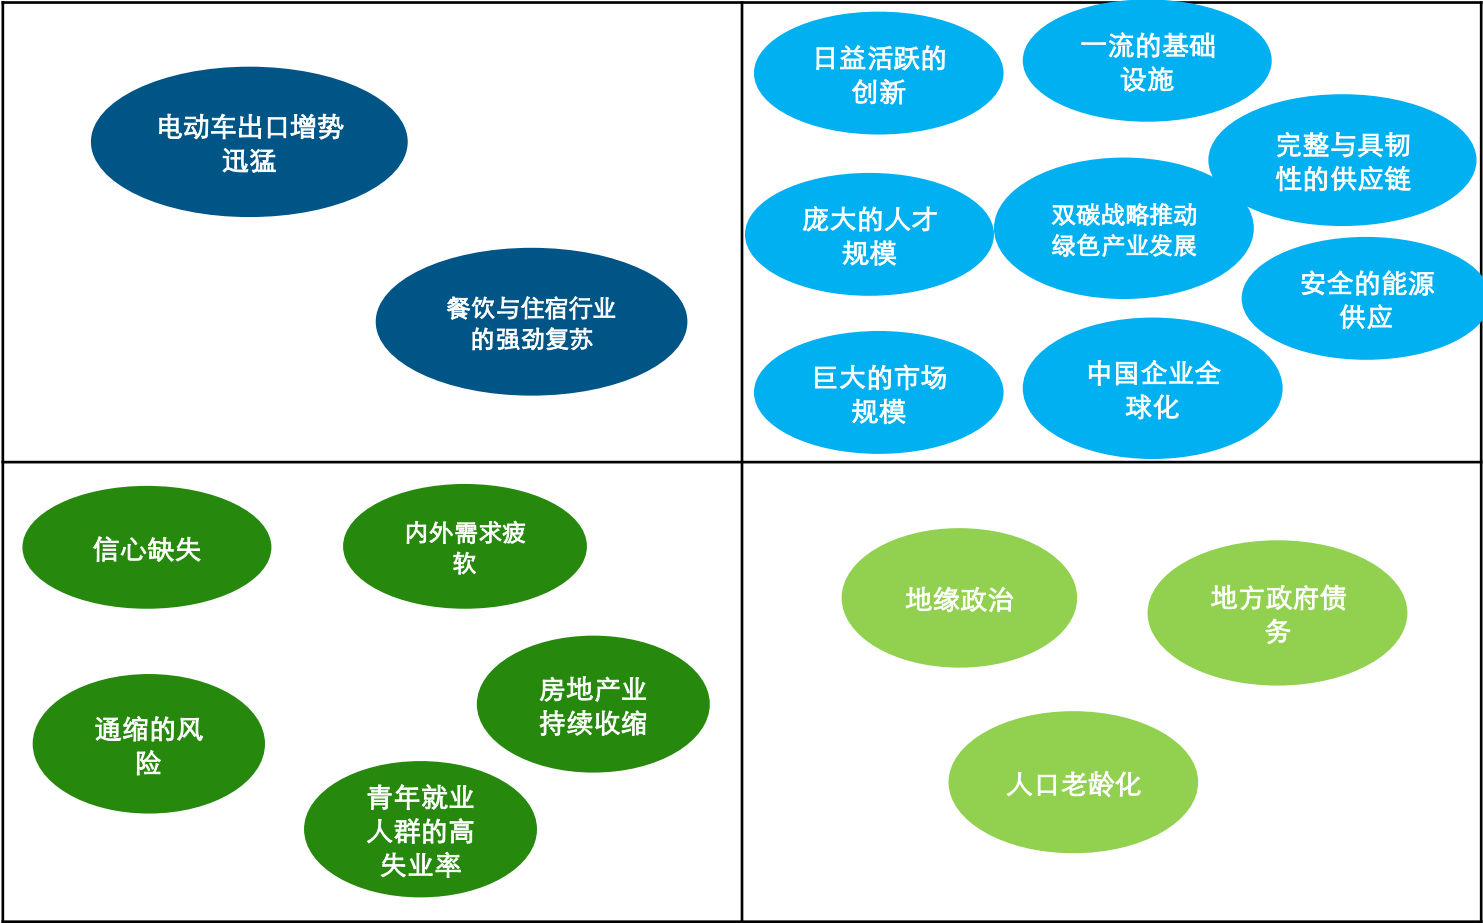 电动车出口增势
迅猛
餐饮与住宿行业
的强劲复苏
日益活跃的
创新
一流的基础
设施
完整与具韧
性的供应链
庞大的人才
规模
双碳战略推动
绿色产业发展
安全的能源
供应
巨大的市场
规模
中国企业全
球化
信心缺失
内外需求疲
软
房地产业
持续收缩
通缩的风
险
青年就业
人群的高
失业率
地缘政治
地方政府债
务
人口老龄化